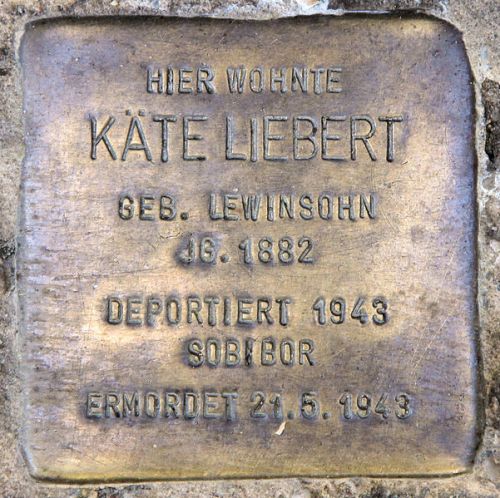 HIER WOHNTE
KÄTE LIEBERT
GEB. LEWINSOHN
JG. 1882
DEPORTIERT 1943
SOBIBOR
ERMORDET 21.5.1943